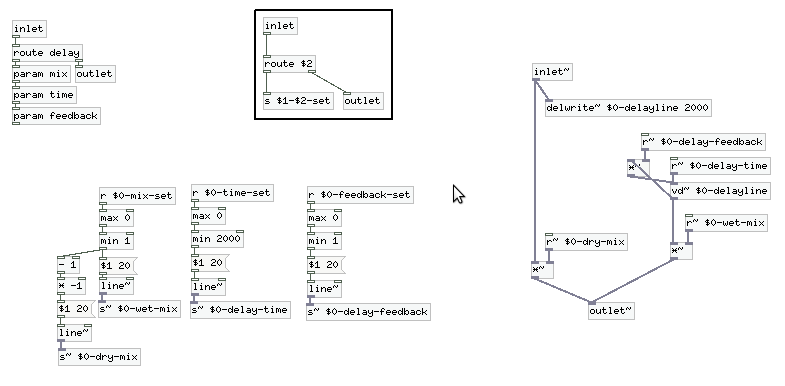 inlet
route delay
param mix
outlet
param time
param feedback
inlet
route $2
s $1-$2-set
outlet
r $0-mix-set
max 0
min 1
- 1
* -1
$1 20
line~
s~ $0-dry-mix
$1 20
line~
s~ $0-wet-mix
r $0-time-set
max 0
min 2000
$1 20
line~
s~ $0-delay-time
r $0-feedback-set
max 0
min 1
$1 20
line~
s~ $0-delay-feedback
inlet~
delwrite~ $0-delayline 2000
r~ $0-delay-feedback
*~
r~ $0-delay-time
vd~ $0-delayline
r~ $0-wet-mix
*~
r~ $0-dry-mix
*~
outlet~